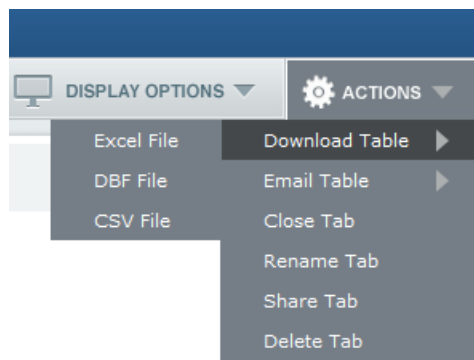 DISPLAY OPTIONS
ACTIONS
Excel File
Download Table
DBF File
Email Table
CSV File
Close Tab
Rename Tab
Share Tab
Delete Tab